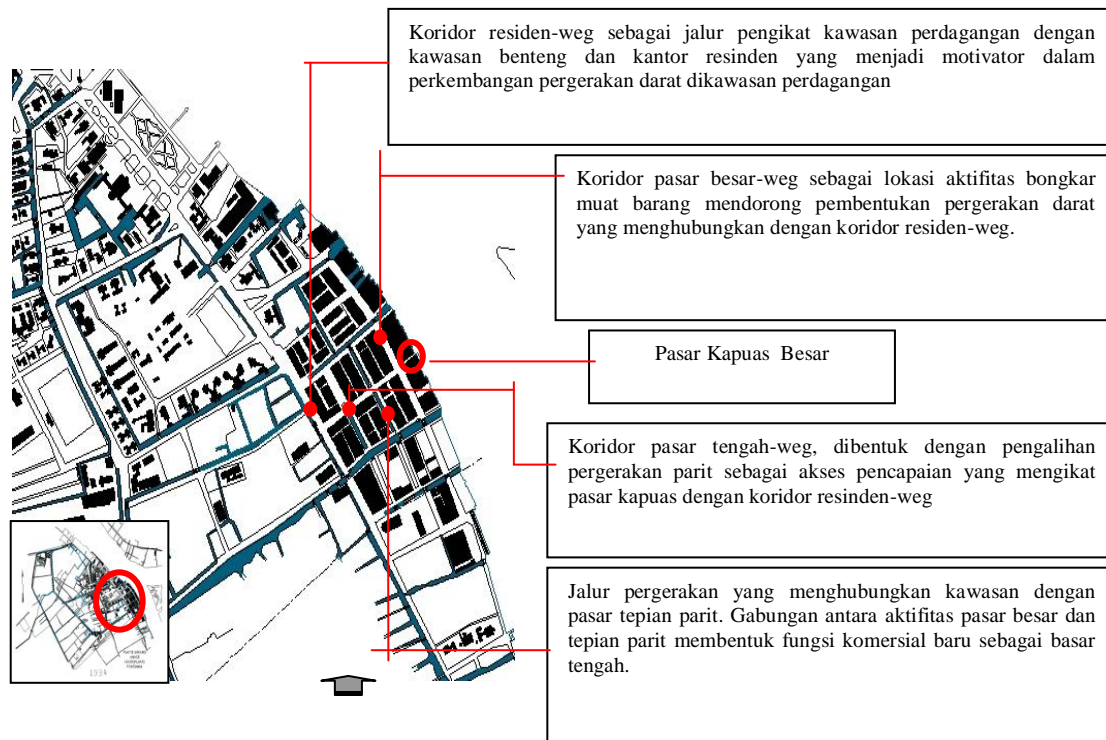 Koridor residen-weg sebagai jalur pengikat kawasan perdagangan dengan
kawasan benteng dan kantor resinden yang menjadi motivator dalam
perkembangan pergerakan darat dikawasan perdagangan
Koridor pasar besar-weg sebagai lokasi aktifitas bongkar
muat barang mendorong pembentukan pergerakan darat
yang menghubungkan dengan koridor residen-weg.
Pasar Kapuas Besar
Koridor pasar tengah-weg, dibentuk dengan pengalihan
pergerakan parit sebagai akses pencapaian yang mengikat
pasar kapuas dengan koridor resinden-weg
Jalur pergerakan yang menghubungkan kawasan dengan
pasar tepian parit. Gabungan antara aktifitas pasar besar dan
tepian parit membentuk fungsi komersial baru sebagai basar
tengah.